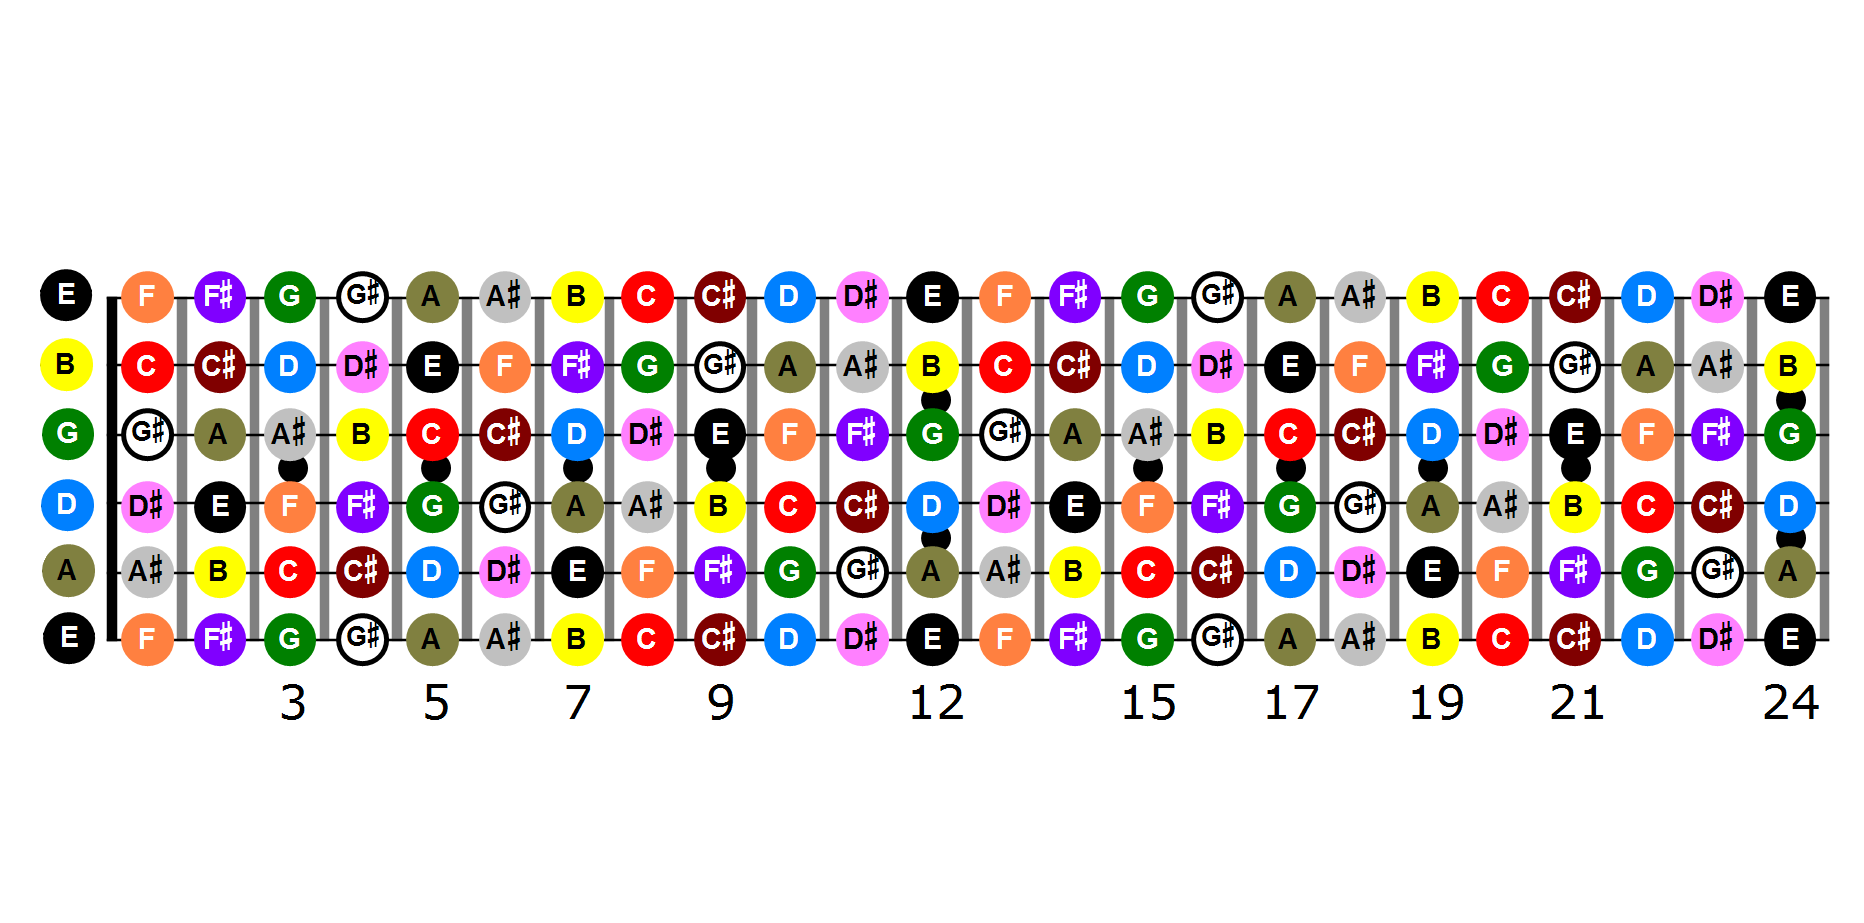 E F F♯ G G♯ A A♯ B C C♯ D D♯ E F F♯ G G♯ A A♯ B C C♯ D D♯ E
B C C♯ D D♯ E F F♯ G G♯ A A♯ B C C♯ D D♯ E F F♯ G G♯ A A♯ B
G G♯ A A♯ B C C♯ D D♯ E F F♯ G G♯ A A♯ B C C♯ D D♯ E F F♯ G
D D♯ E F F♯ G G♯ A A♯ B C C♯ D D♯ E F F♯ G G♯ A A♯ B C C♯ D
A A♯ B C C♯ D D♯ E F F♯ G G♯ A A♯ B C C♯ D D♯ E F F♯ G G♯ A
E F F♯ G G♯ A A♯ B C C♯ D D♯ E F F♯ G G♯ A A♯ B C C♯ D D♯ E
3 5 7 9 12 15 17 19 21 24